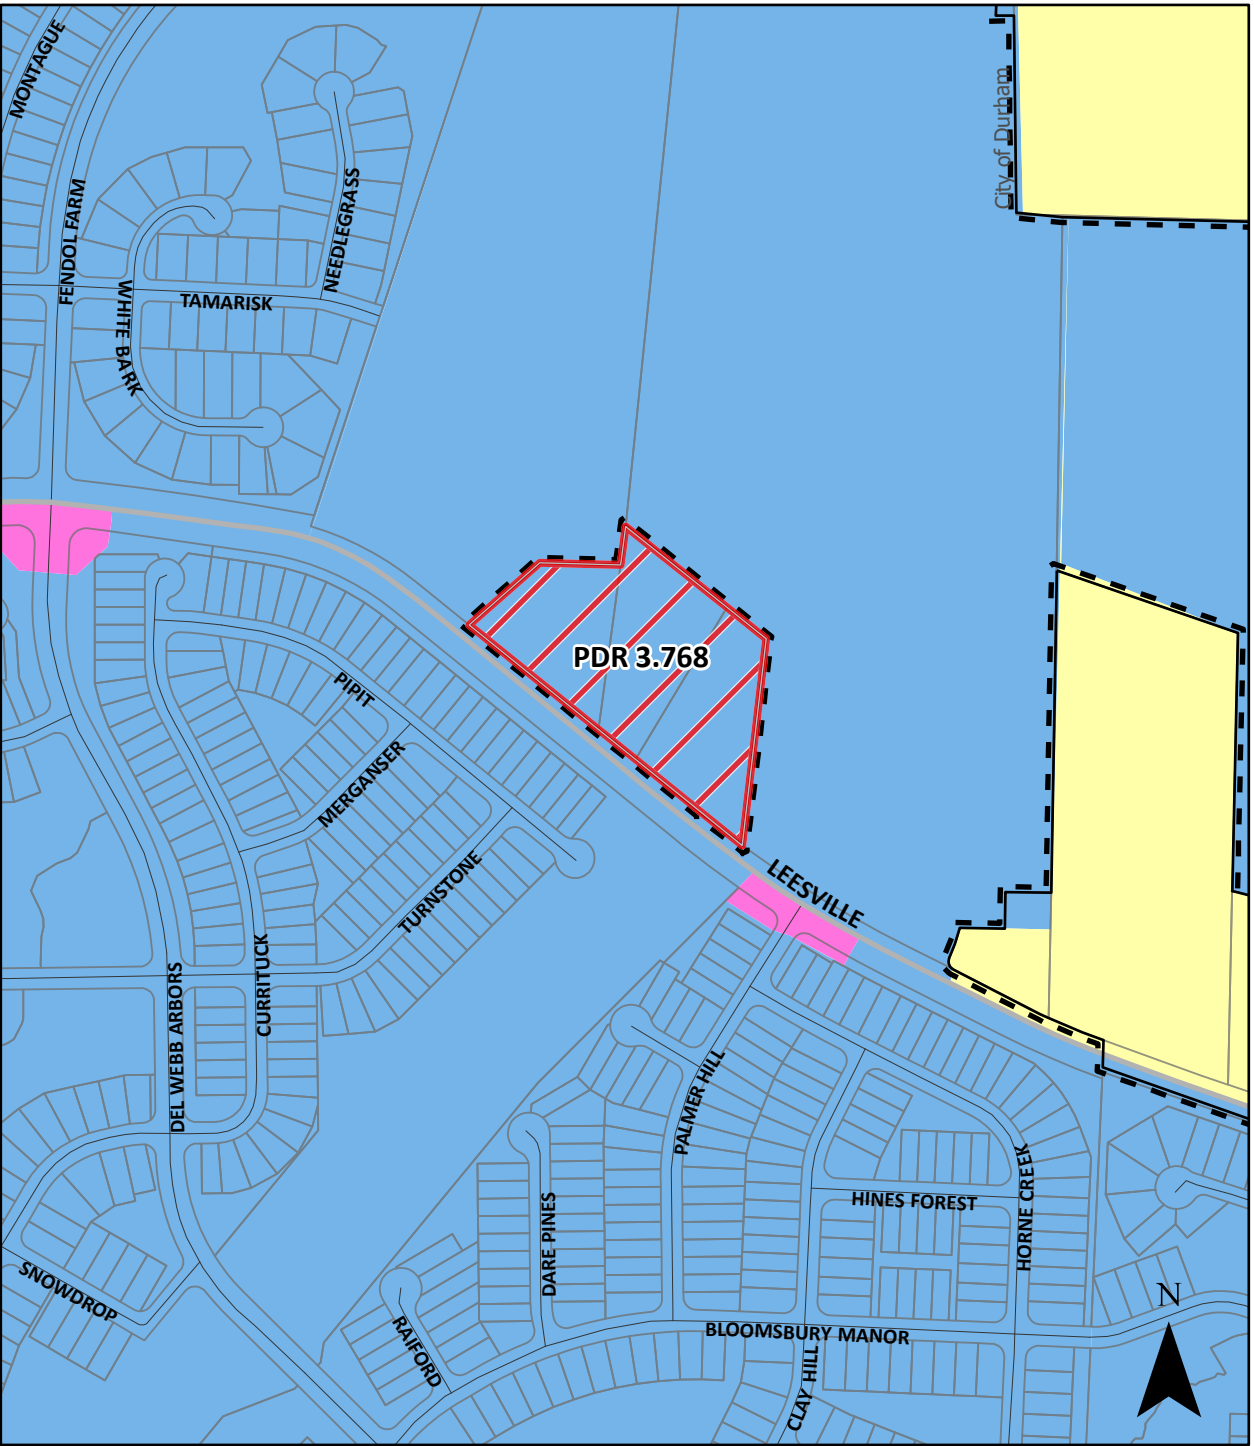 MONTAGUE
City of Durham
FENDOL FARM
NEEDLEGRASS
WHITE BARK
TAMARISK
PDR 3.768
PIPIT
MERGANSER
TURNSTONE
LEESVILLE
CURRITUCK
DEL WEBB ARBORS
PALMER HILL
HINES FOREST
HORNE CREEK
DARE PINES
SNOWDROP
N
RAIFORD
BLOOMSBURY MANOR
CLAY HILL